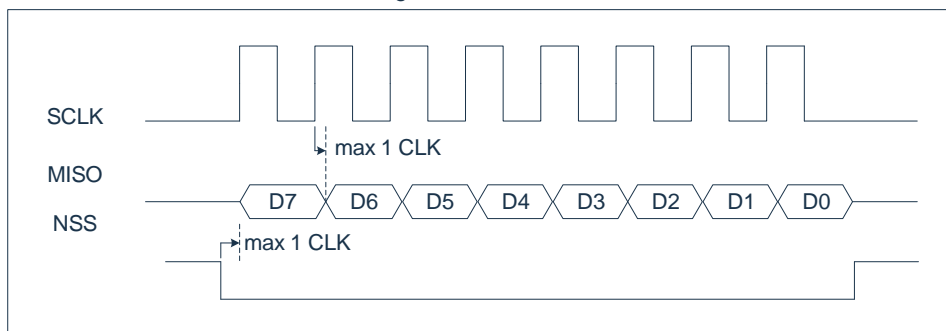 SCLK
max 1 CLK
MISO
D7 D6 D5 D4 D3 D2 D1 D0
NSS
max 1 CLK